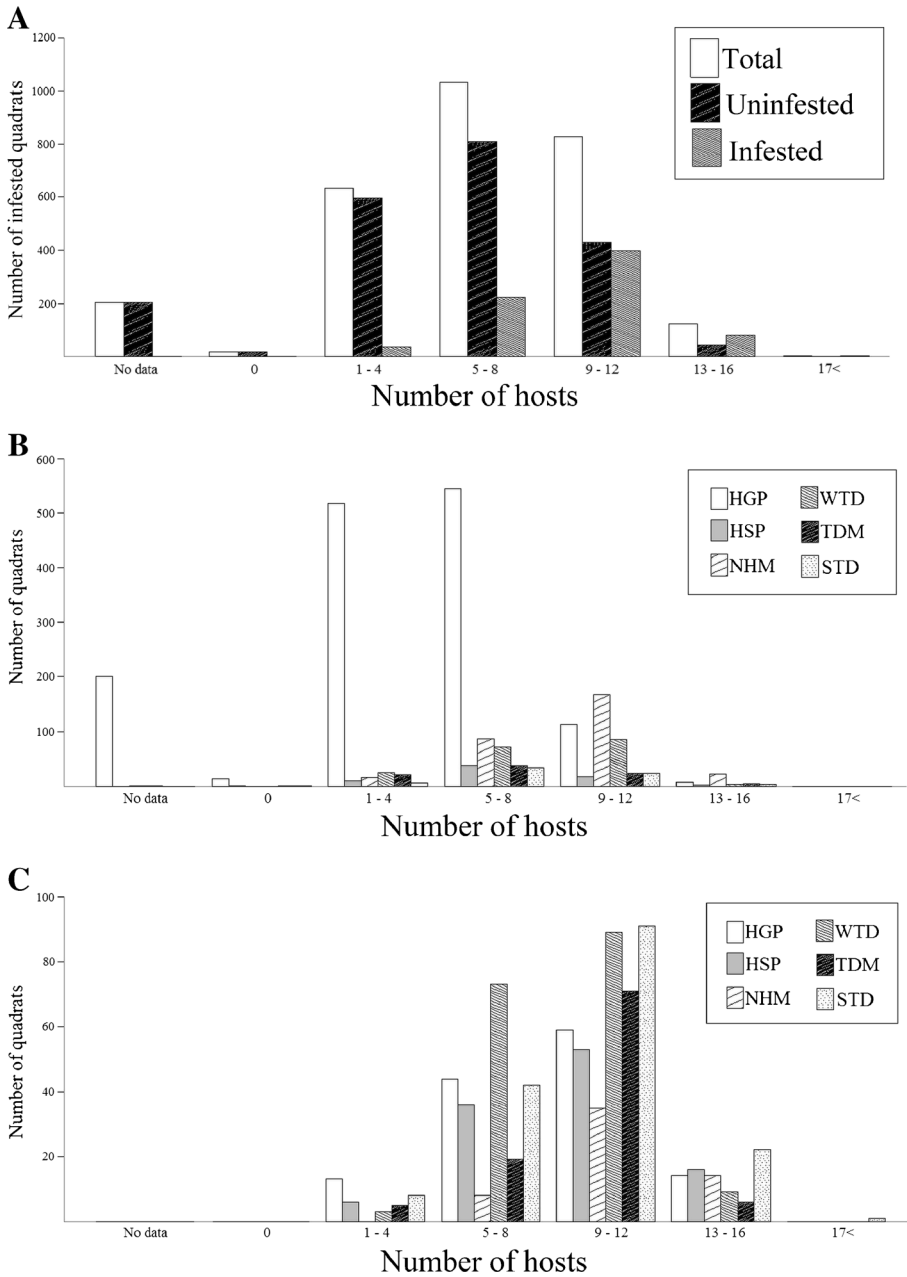 A
1200
1000
800
600
400
200
Number of infested quadrats
Total
Uninfested
Infested
No data 0 1 - 4 5 - 8 9 - 12 13 - 16 17<
Number of hosts
B
600
500
400
300
200
100
Number of quadrats
HGP WTD
HSP TDM
NHM STD
No data 0 1 - 4 5 - 8 9 - 12 13 - 16 17<
Number of hosts
C
100
80
60
40
20
Number of quadrats
HGP WTD
HSP TDM
NHM STD
No data 0 1 - 4 5 - 8 9 - 12 13 - 16 17<
Number of hosts